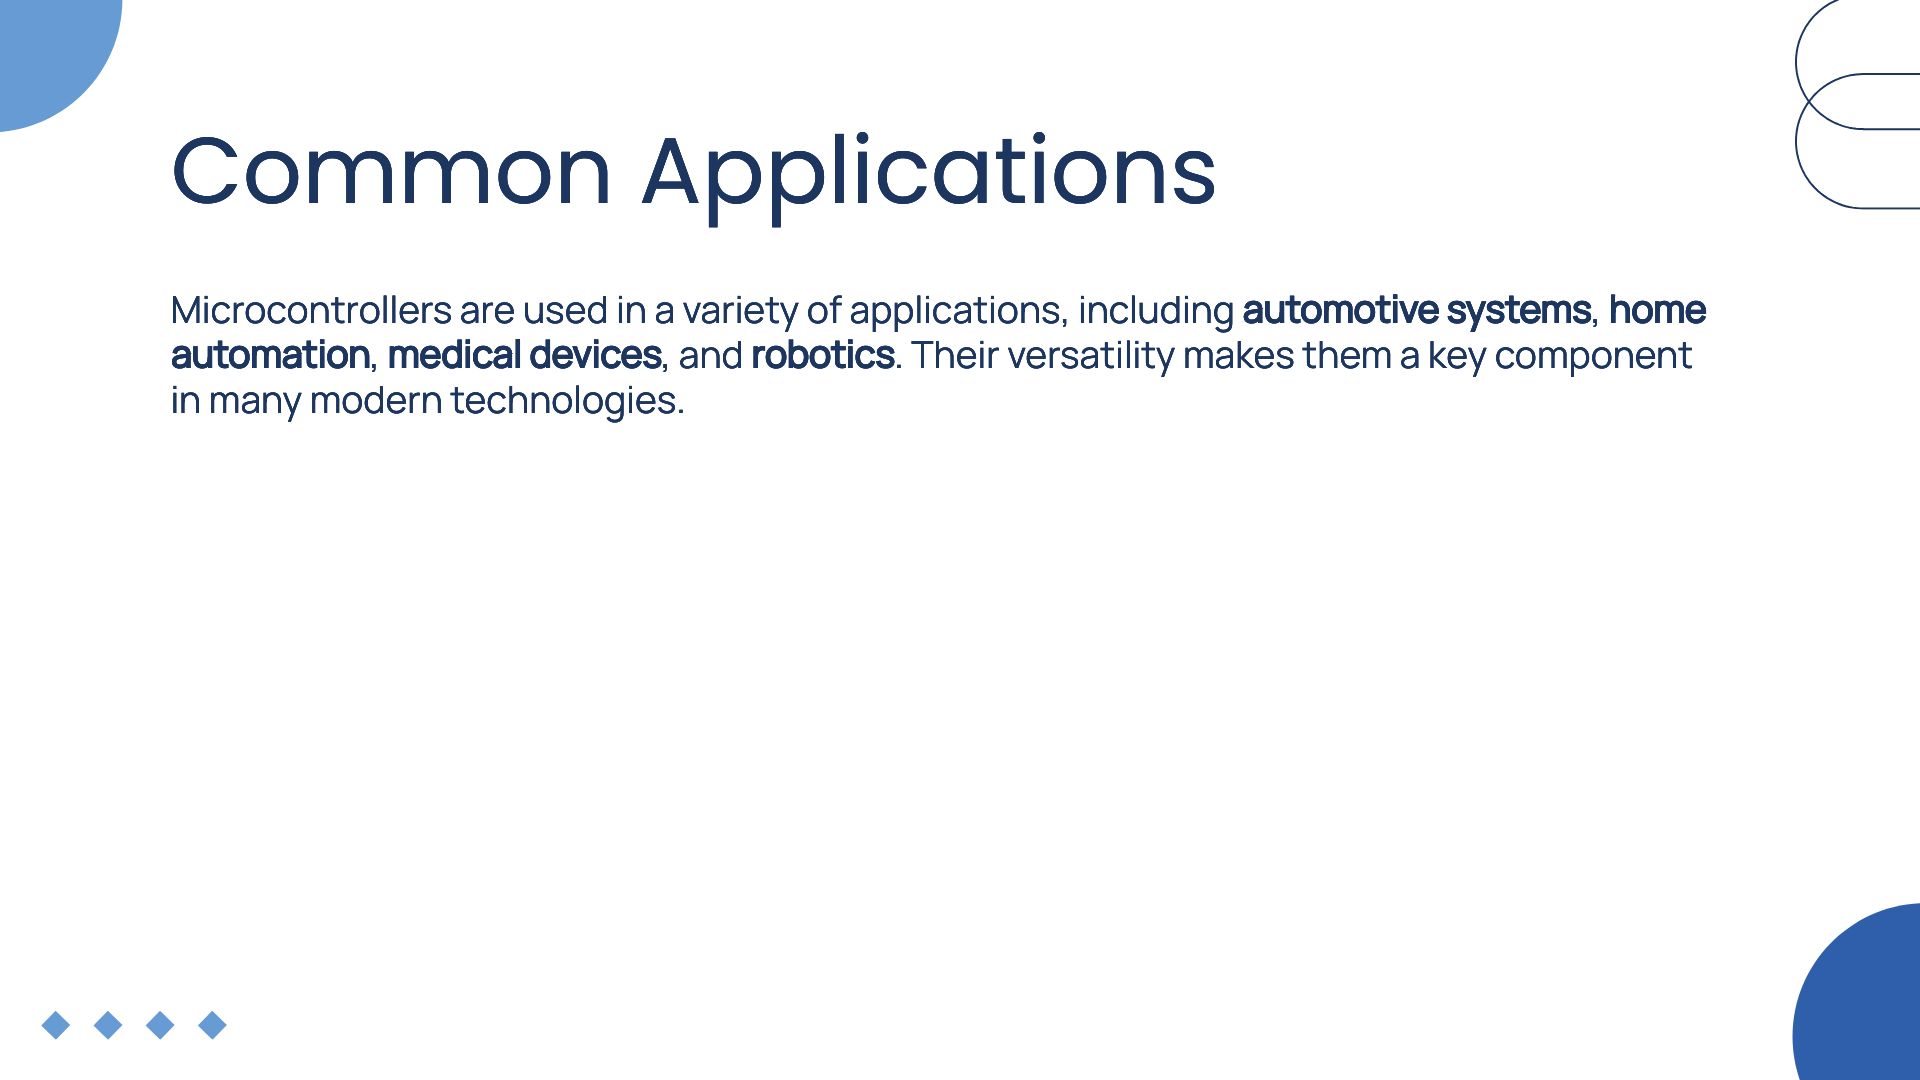 Common Applications
Microcontrollers are used in a variety of applications, including automotive systems, home
automation, medical devices, and robotics. Their versatility makes them a key component
in many modern technologies.